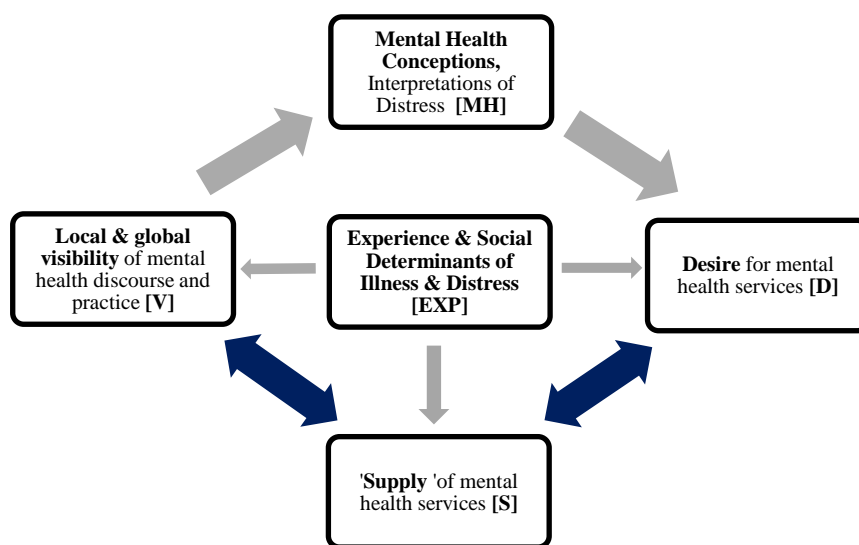 Mental Health
Conceptions,
Interpretations of
Distress [MH]
Local & global
visibility of mental
health discourse and
practice [V]
Experience & Social
Determinants of
Illness & Distress
[EXP]
Desire for mental
health services [D]
'Supply 'of mental
health services [S]